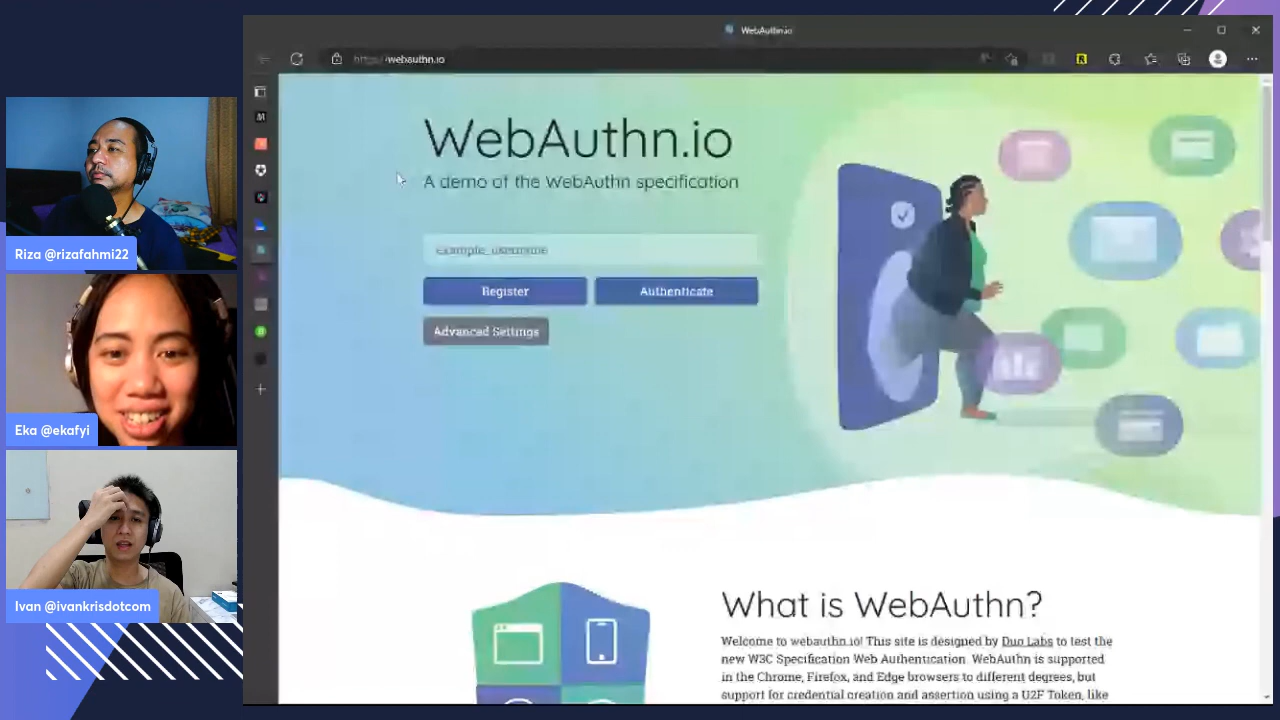 WebAuthn.io
https://webauthn.io
WebAuthn.io
A demo of the WebAuthn specification
example_username
Register
Authenticate
Advanced Settings
Riza @rizafahmi22
Eka @ekafyi
Ivan @ivankrisdotcom
What is WebAuthn?
Welcome to webauthn.io! This site is designed by Duo Labs to test the
new W3C Specification Web Authentication. WebAuthn is supported
in the Chrome, Firefox, and Edge browsers to different degrees, but
support for credential creation and assertion using a U2F Token, like